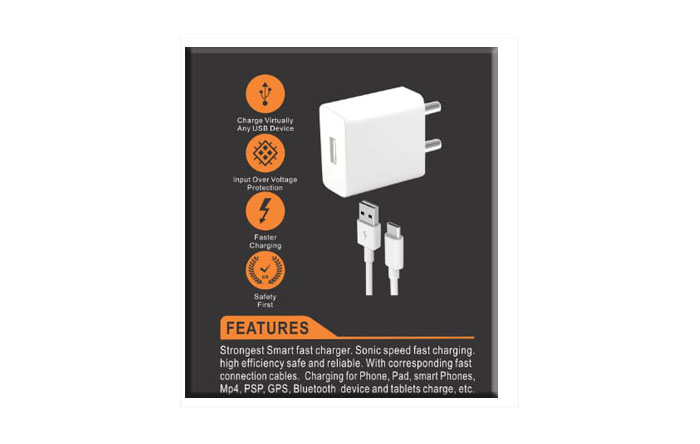 Charge Virtually
Any USB Device
Input Over Voltage
Protection
Faster
Charging
ok
Safety
First
FEATURES
Strongest Smart fast charger. Sonic speed fast charging.
high efficiency safe and reliable. With corresponding fast
connection cables. Charging for Phone, Pad, smart Phones,
Mp4, PSP, GPS, Bluetooth device and tablets charge, etc.